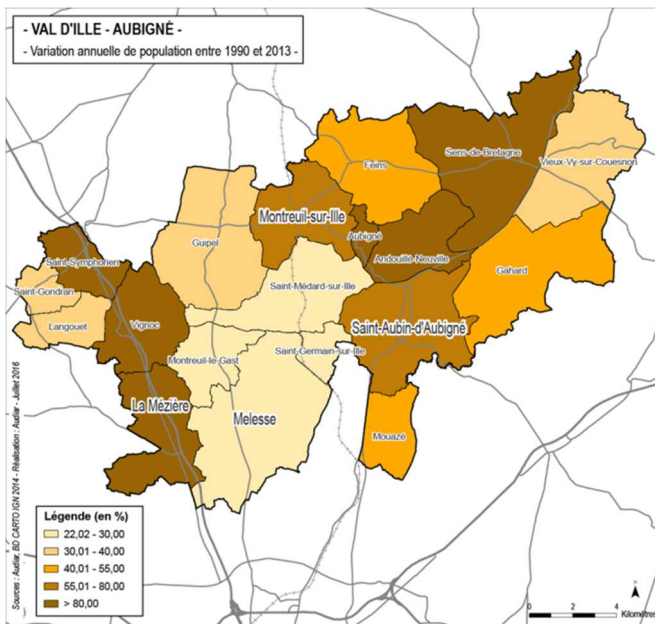 - VAL D'ILLE - AUBIGNÉ -
- Variation annuelle de population entre 1990 et 2013 -
Sens-de-Bretagne
Vieux-Vy-sur-Couesnon
Feins
Montreuil-sur-Ille
Aubigné
Guipel
Andouillé-Neuville
Saint-Symphorien
Gahard
Saint-Médard-sur-Ille
Saint-Gondran
Langouet
Vignoc
Saint-Aubin-d'Aubigné
Saint-Germain-sur-Ille
Montreuil-le-Gast
La Mézière
Melesse
Mouazé
Légende (en %)
22,02 - 30,00
30,01 - 40,00
40,01 - 55,00
55,01 - 80,00
> 80,00
Sources : Audiar, BD CARTO IGN 2014 - Réalisation : Audiar - Juillet 2016
0 2 4
Kilomètres